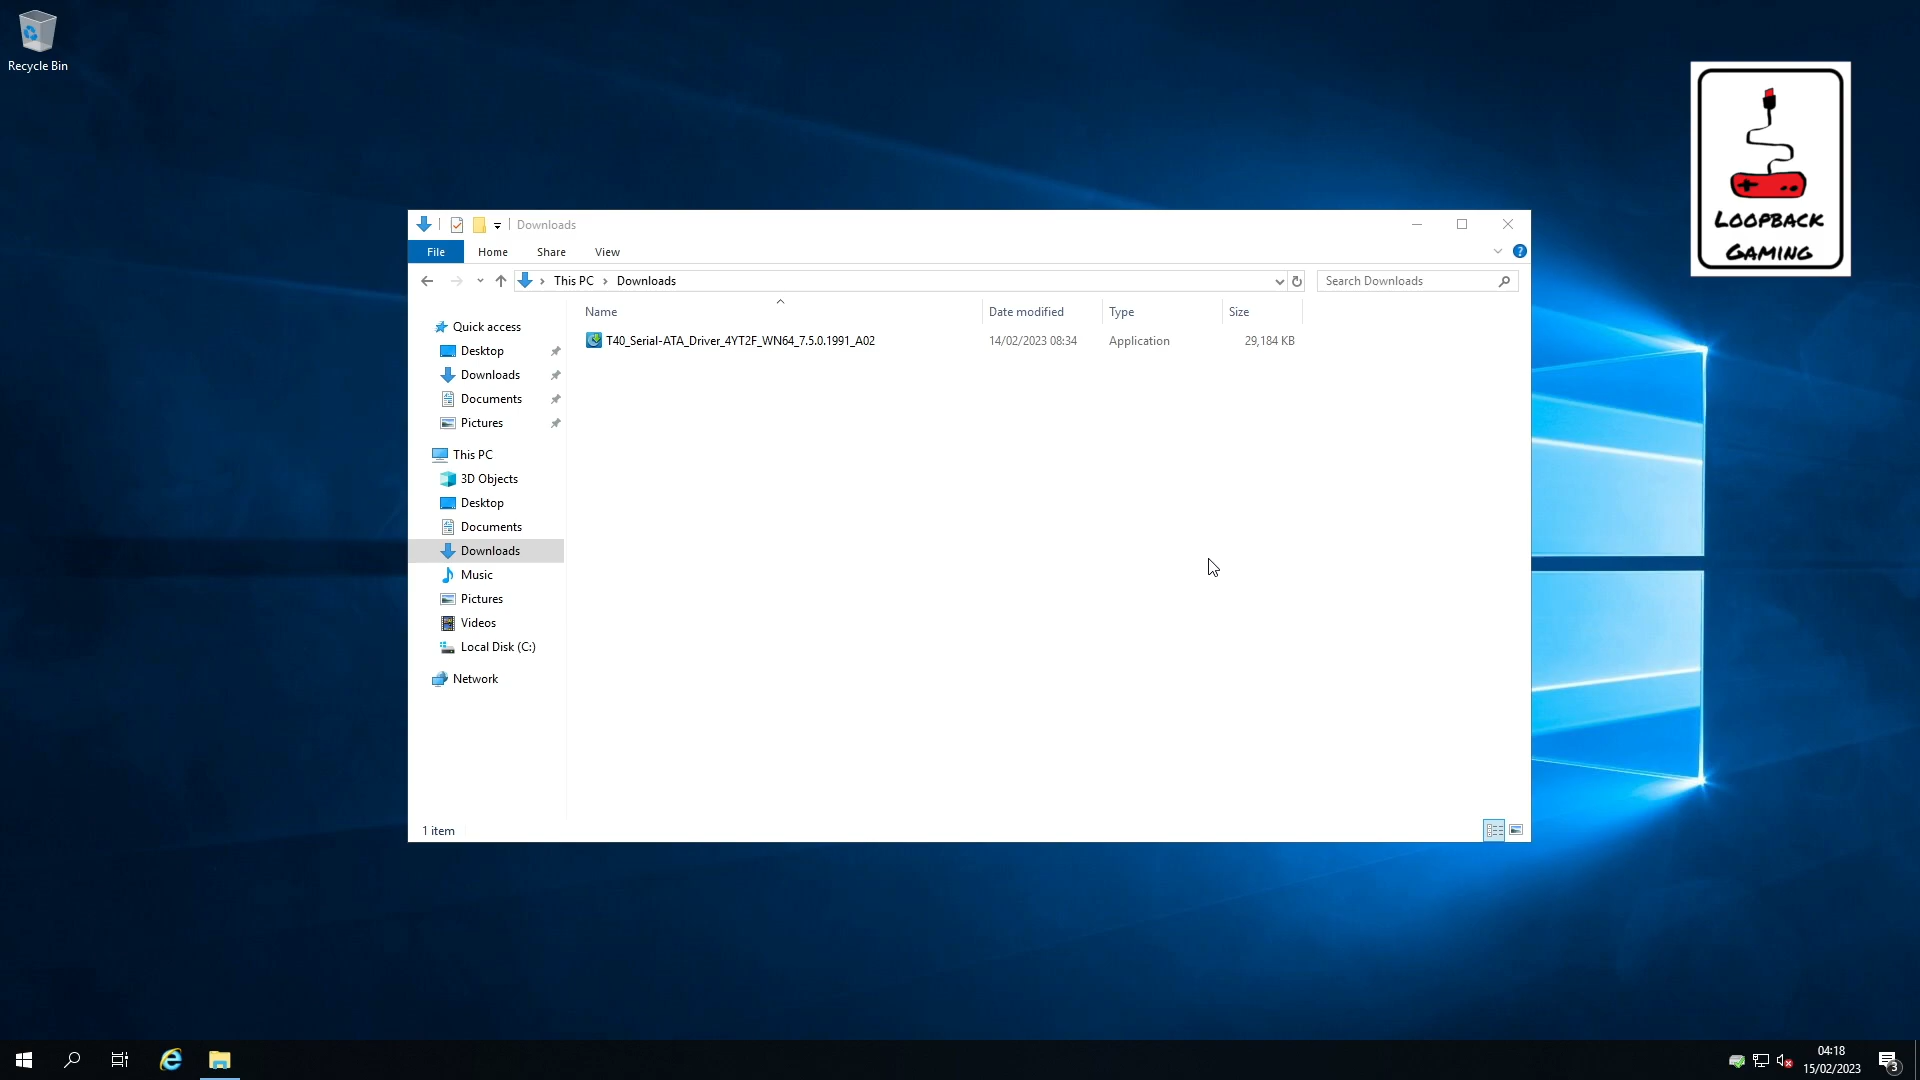 Recycle Bin
LOOPBACK
GAMING
Downloads
File Home Share View
This PC Downloads
Search Downloads
Name Date modified Type Size
T40_Serial-ATA_Driver_4YT2F_WN64_7.5.0.1991_A02 14/02/2023 08:34 Application 29,184 KB
Quick access
Desktop
Downloads
Documents
Pictures
This PC
3D Objects
Desktop
Documents
Downloads
Music
Pictures
Videos
Local Disk (C:)
Network
1 item
04:18
15/02/2023
3